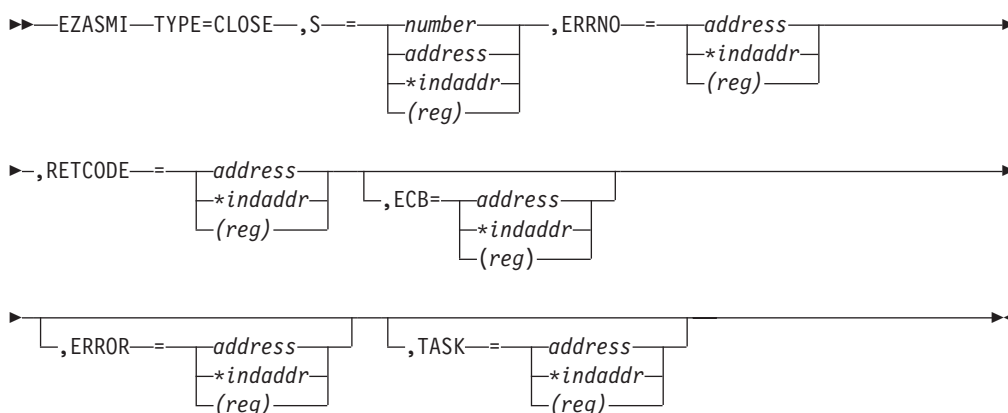 EZASMI TYPE=CLOSE ,S = number ,ERRNO = address
address *indaddr
*indaddr (reg)
(reg)
,RETCODE = address
*indaddr ,ECB= address
(reg) *indaddr
(reg)
,ERROR = address ,TASK = address
*indaddr *indaddr
(reg) (reg)